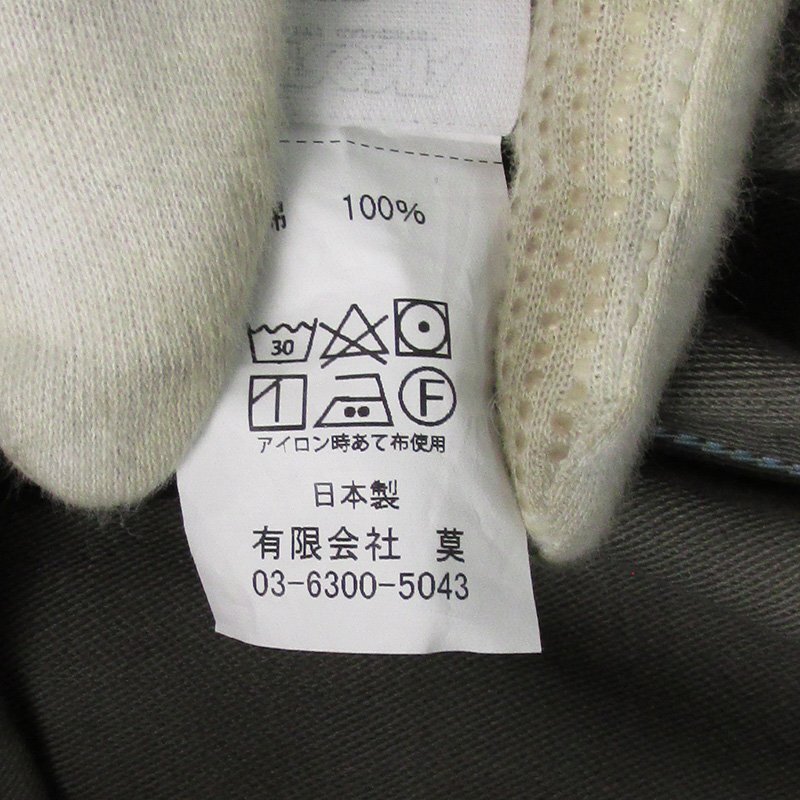 綿 100%
30
F
アイロン時あて布使用
日本製
有限会社 莫
03-6300-5043